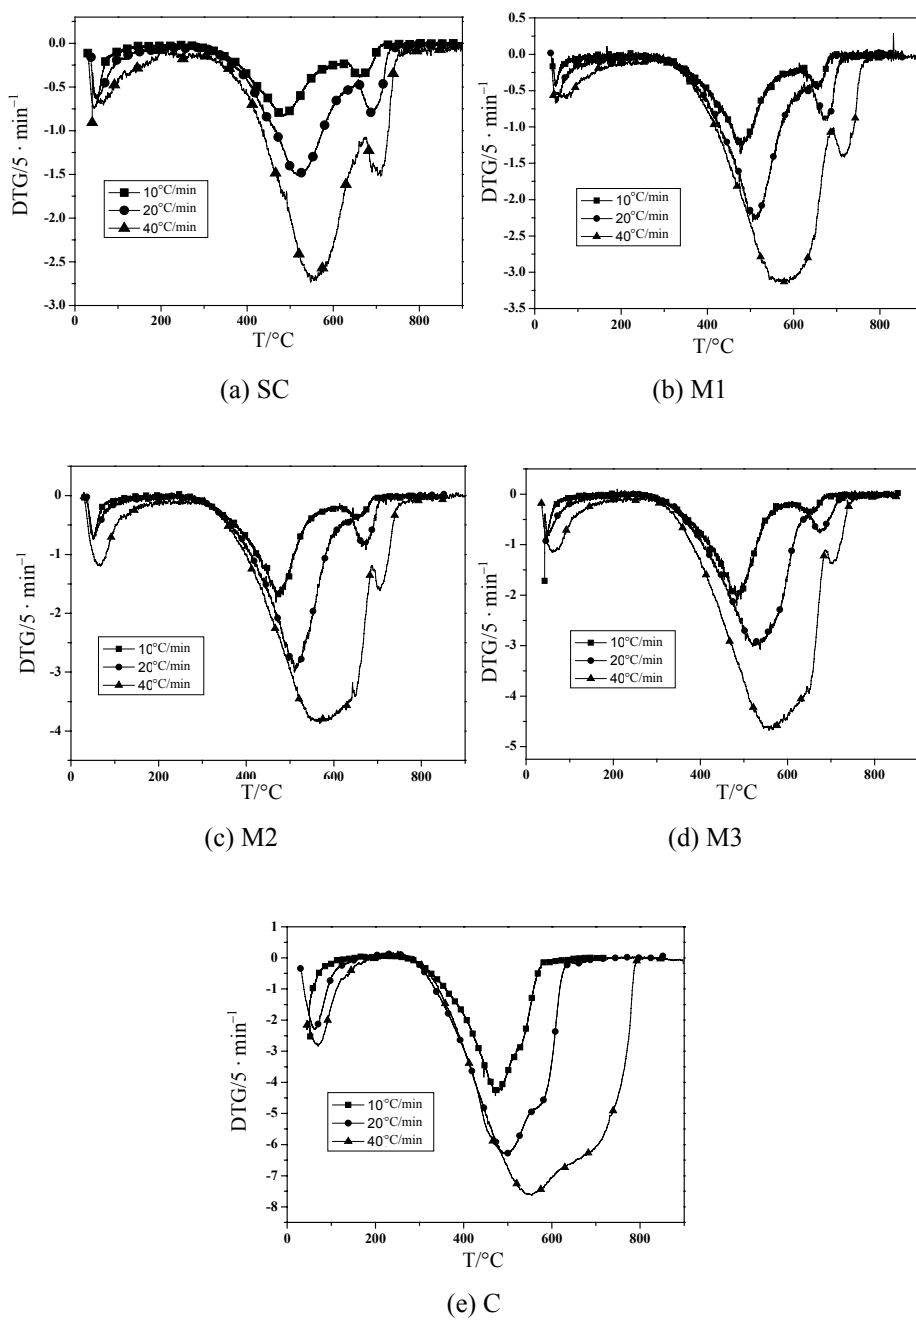 0.5
0.0
0.0
-0.5
-0.5
-1.0
-1.0
-1.5
-1.5
-2.0
-2.0
-2.5
-2.5
-3.0
-3.0
-3.5
DTG/5 · min⁻¹
DTG/5 · min⁻¹
10°C/min
20°C/min
40°C/min
10°C/min
20°C/min
40°C/min
0 200 400 600 800
0 200 400 600 800
T/°C
T/°C
(a) SC
(b) M1
0
-1
-2
-3
-4
0
-1
-2
-3
-4
-5
DTG/5 · min⁻¹
DTG/5 · min⁻¹
10°C/min
20°C/min
40°C/min
10°C/min
20°C/min
40°C/min
0 200 400 600 800
0 200 400 600 800
T/°C
T/°C
(c) M2
(d) M3
1
0
-1
-2
-3
-4
-5
-6
-7
-8
DTG/5 · min⁻¹
10°C/min
20°C/min
40°C/min
0 200 400 600 800
T/°C
(e) C